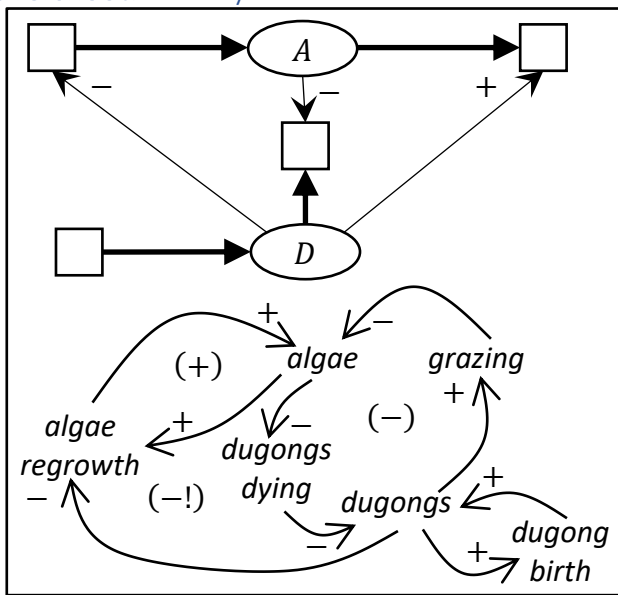 A
−
−
+
D
+
−
algae
grazing
(+)
+
algae
regrowth
+
−
(−)
dugongs
dying
−
(−!)
dugongs
+
dugong
birth
−
+